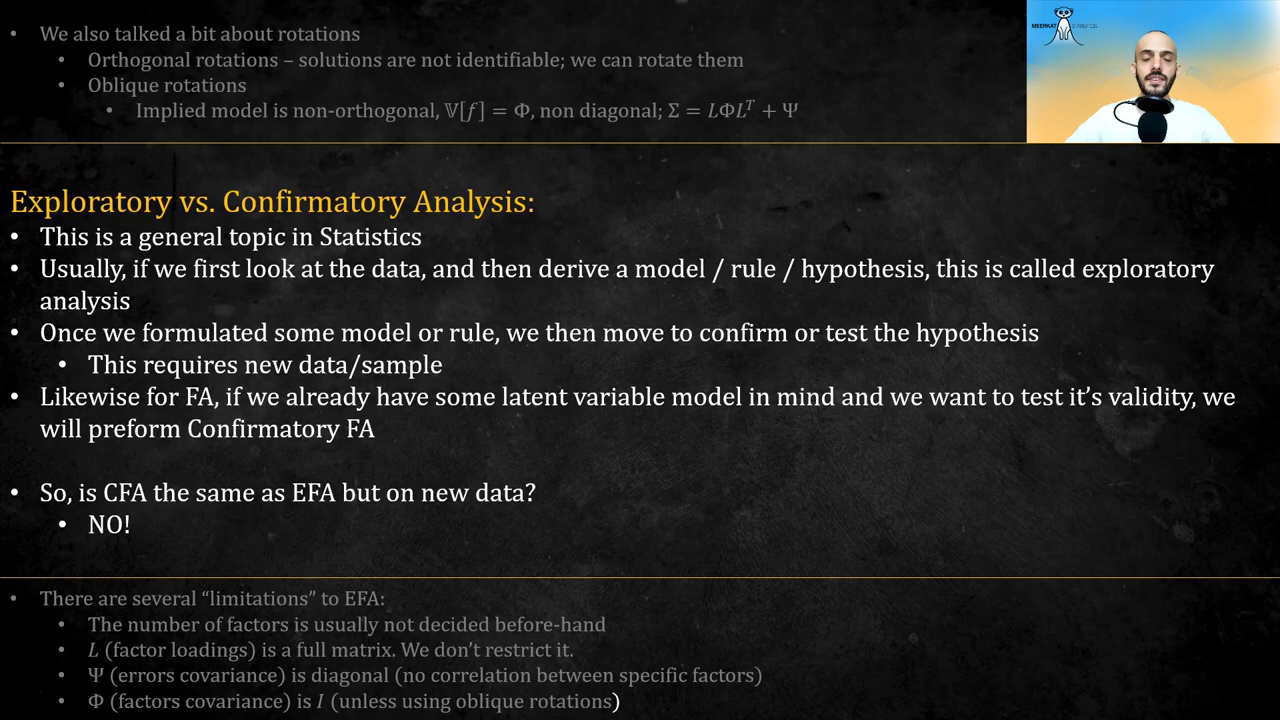 • We also talked a bit about rotations
• Orthogonal rotations – solutions are not identifiable; we can rotate them
• Oblique rotations
• Implied model is non-orthogonal, 𝕍[f] = Φ, non diagonal; Σ = LΦLᵀ + Ψ
MEERKAT
Exploratory vs. Confirmatory Analysis:
• This is a general topic in Statistics
• Usually, if we first look at the data, and then derive a model / rule / hypothesis, this is called exploratory
analysis
• Once we formulated some model or rule, we then move to confirm or test the hypothesis
• This requires new data/sample
• Likewise for FA, if we already have some latent variable model in mind and we want to test it’s validity, we
will preform Confirmatory FA
• So, is CFA the same as EFA but on new data?
• NO!
• There are several “limitations” to EFA:
• The number of factors is usually not decided before-hand
• L (factor loadings) is a full matrix. We don’t restrict it.
• Ψ (errors covariance) is diagonal (no correlation between specific factors)
• Φ (factors covariance) is I (unless using oblique rotations)